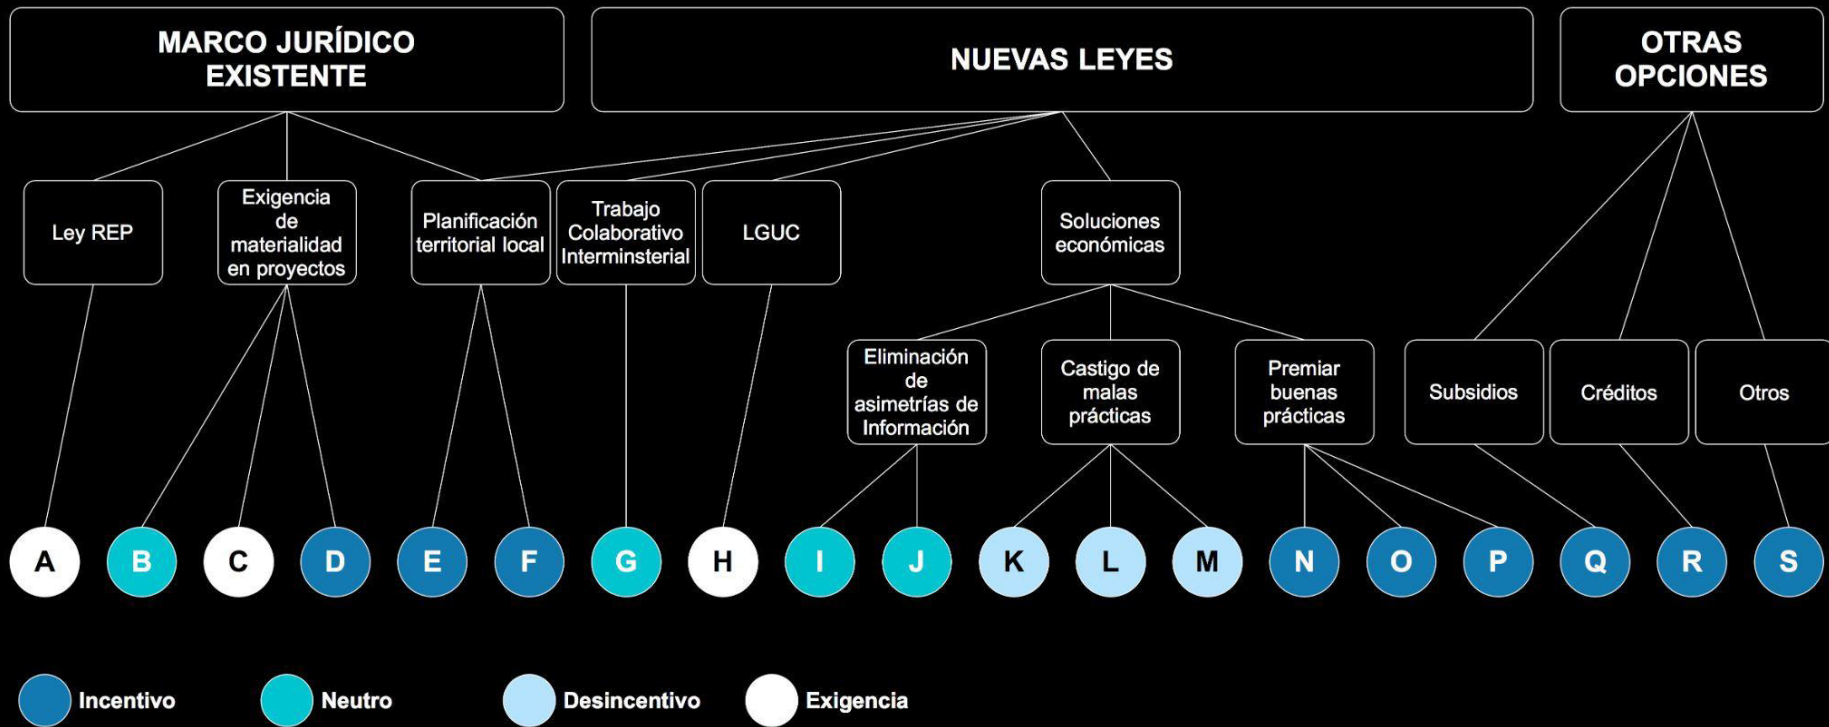 MARCO JURÍDICO
EXISTENTE
NUEVAS LEYES
OTRAS
OPCIONES
Ley REP
Exigencia
de
materialidad
en proyectos
Planificación
territorial local
Trabajo
Colaborativo
Interminsterial
LGUC
Soluciones
económicas
Eliminación
de
asimetrías de
Información
Castigo de
malas
prácticas
Premiar
buenas
prácticas
Subsidios
Créditos
Otros
A
B
C
D
E
F
G
H
I
J
K
L
M
N
O
P
Q
R
S
Incentivo
Neutro
Desincentivo
Exigencia